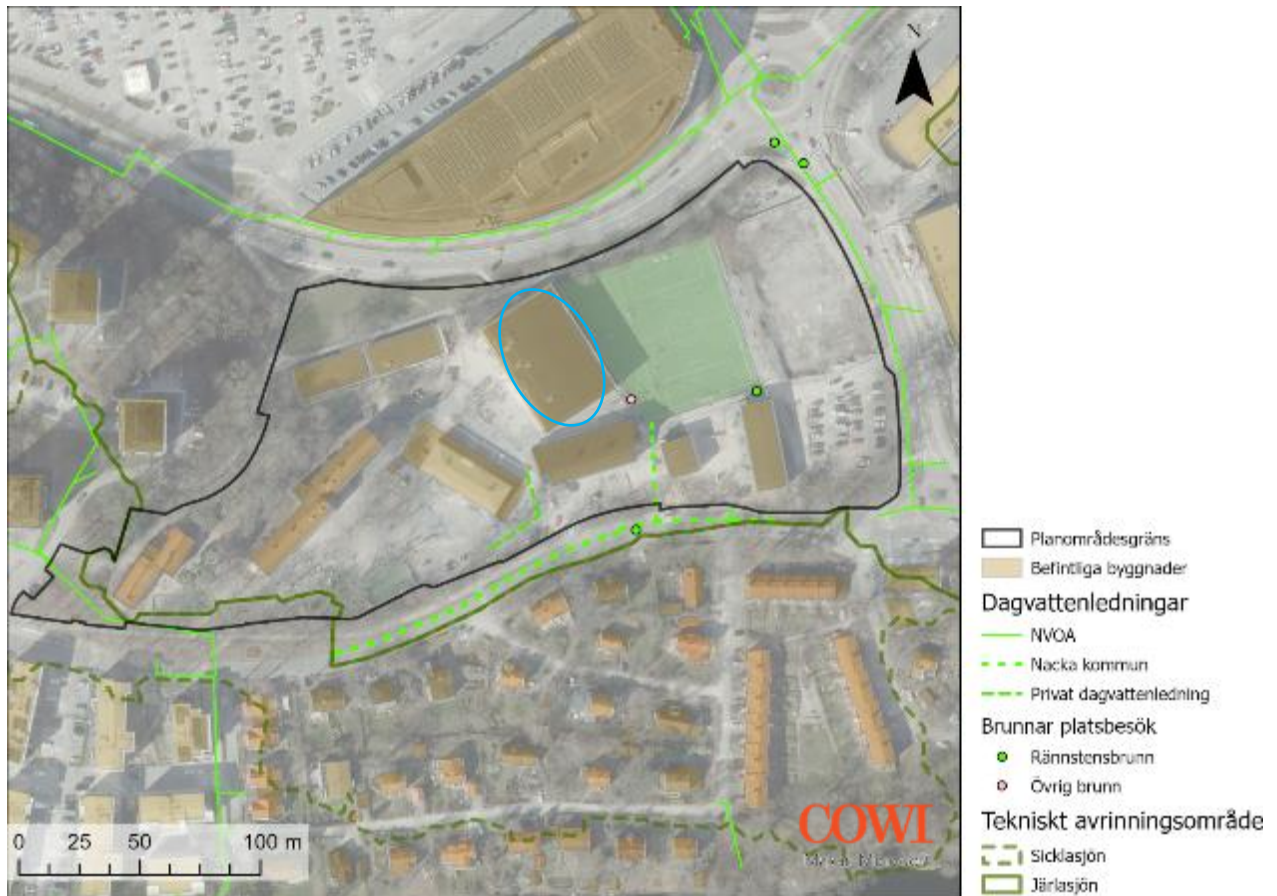 N
0 25 50 100 m
COWI
Planområdesgräns
Befintliga byggnader
Dagvattenledningar
NVOA
Nacka kommun
Privat dagvattenledning
Brunnar platsbesök
Rännstensbrunn
Övrig brunn
Tekniskt avrinningsområde
Sicklasjön
Järlasjön